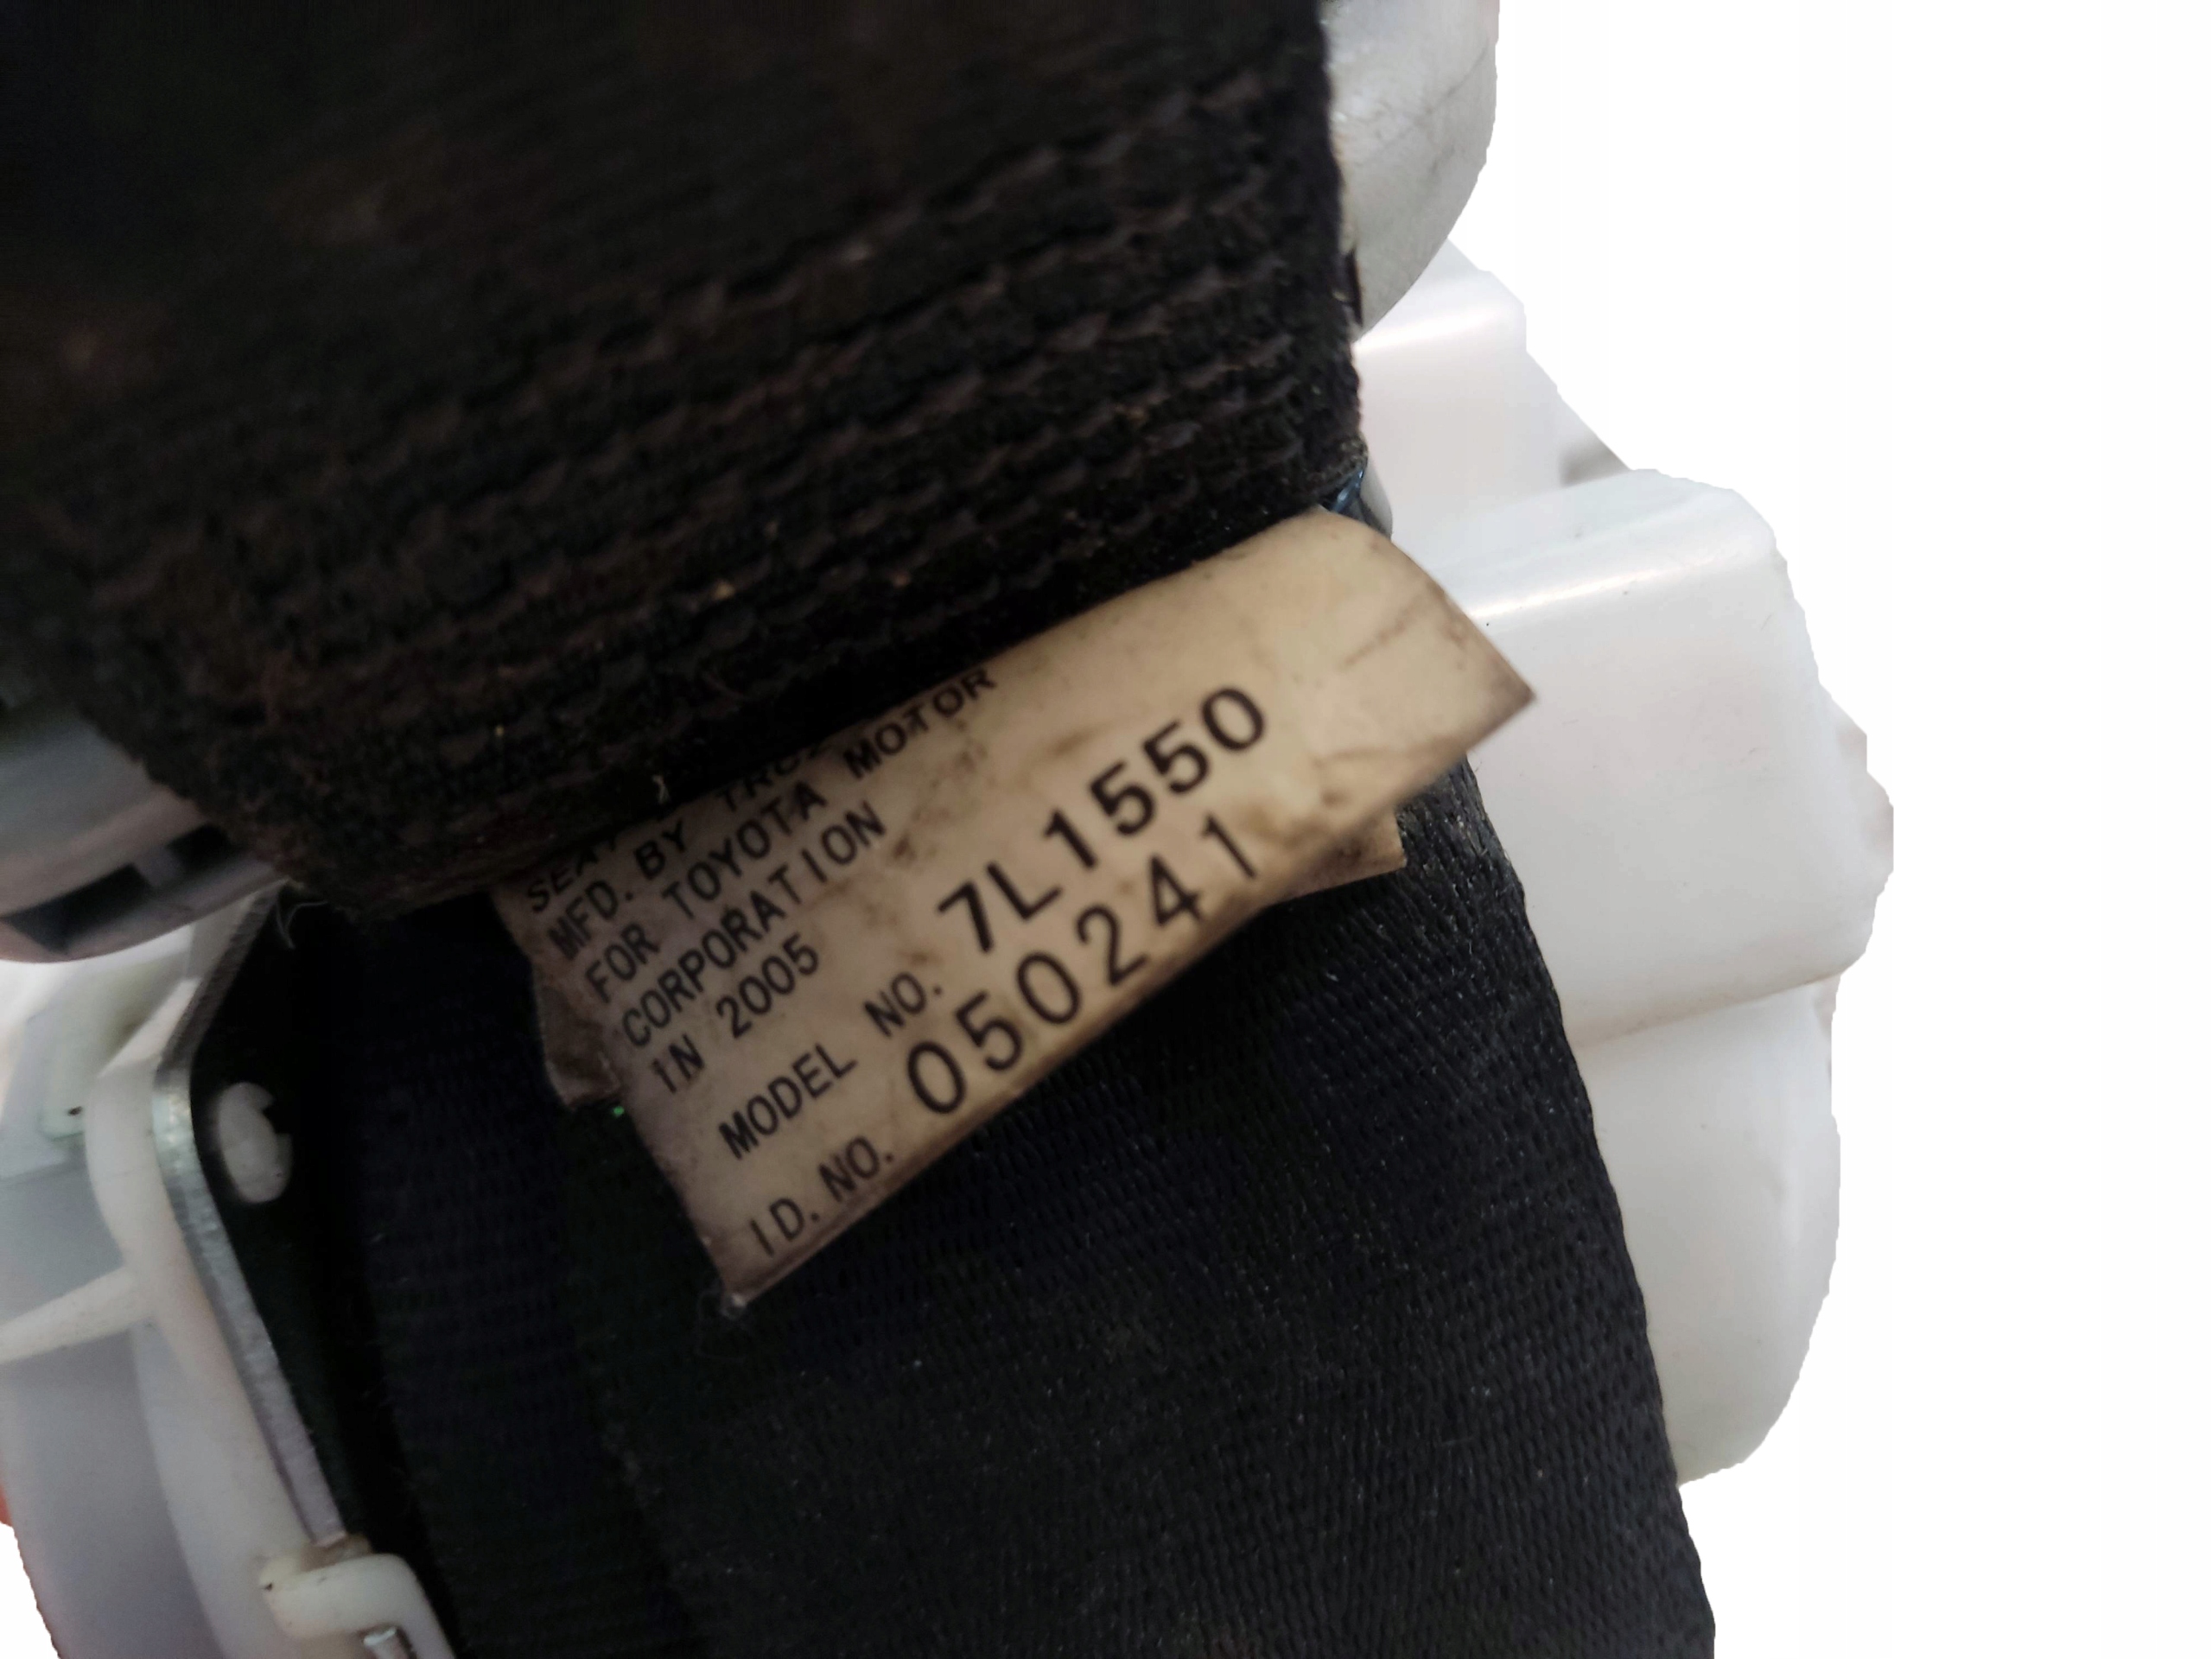 MFD. BY
FOR TOYOTA MOTOR
CORPORATION
IN 2005
MODEL NO. 7L1550
I.D. NO. 050241